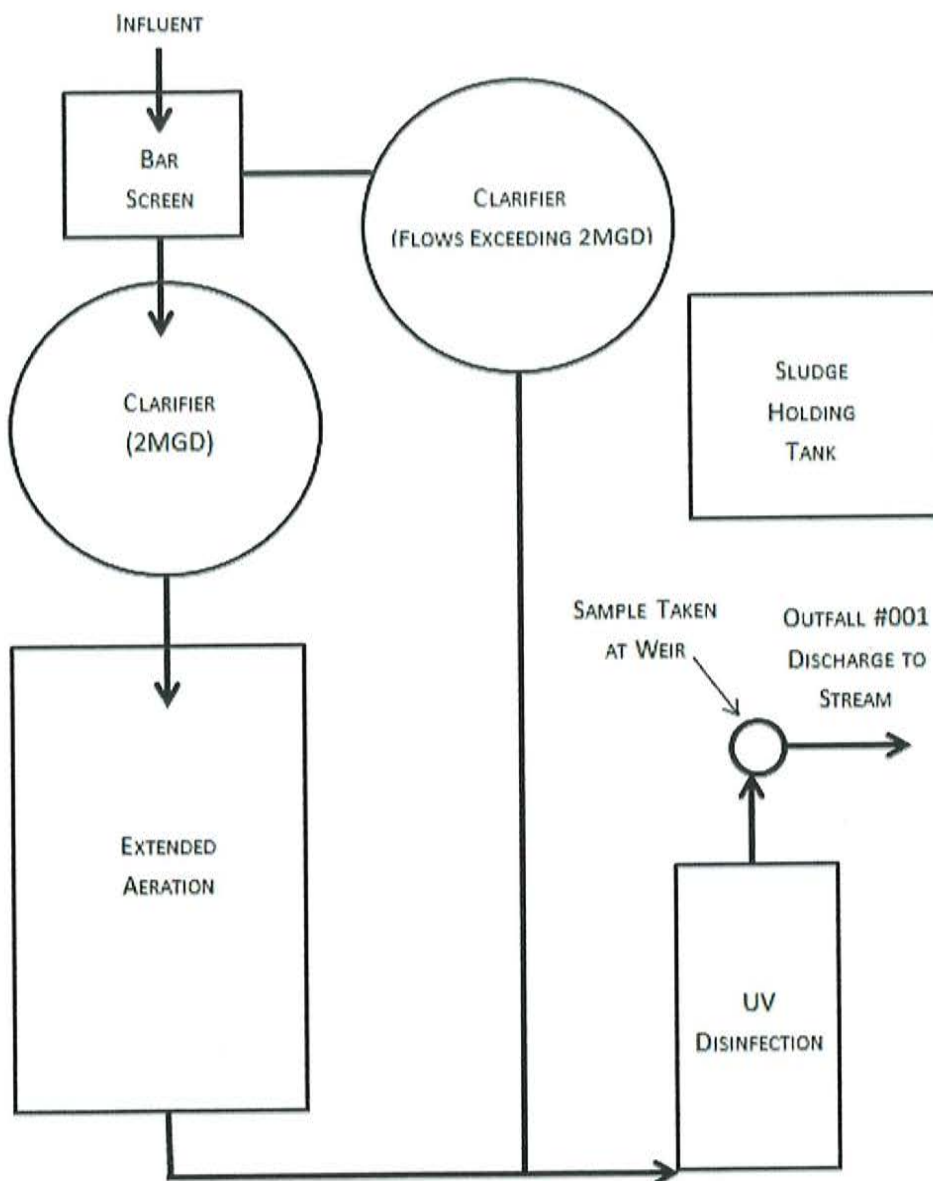 INFLUENT
BAR
SCREEN
CLARIFIER
(FLOWS EXCEEDING 2MGD)
CLARIFIER
(2MGD)
SLUDGE
HOLDING
TANK
SAMPLE TAKEN
AT WEIR
OUTFALL #001
DISCHARGE TO
STREAM
EXTENDED
AERATION
UV
DISINFECTION